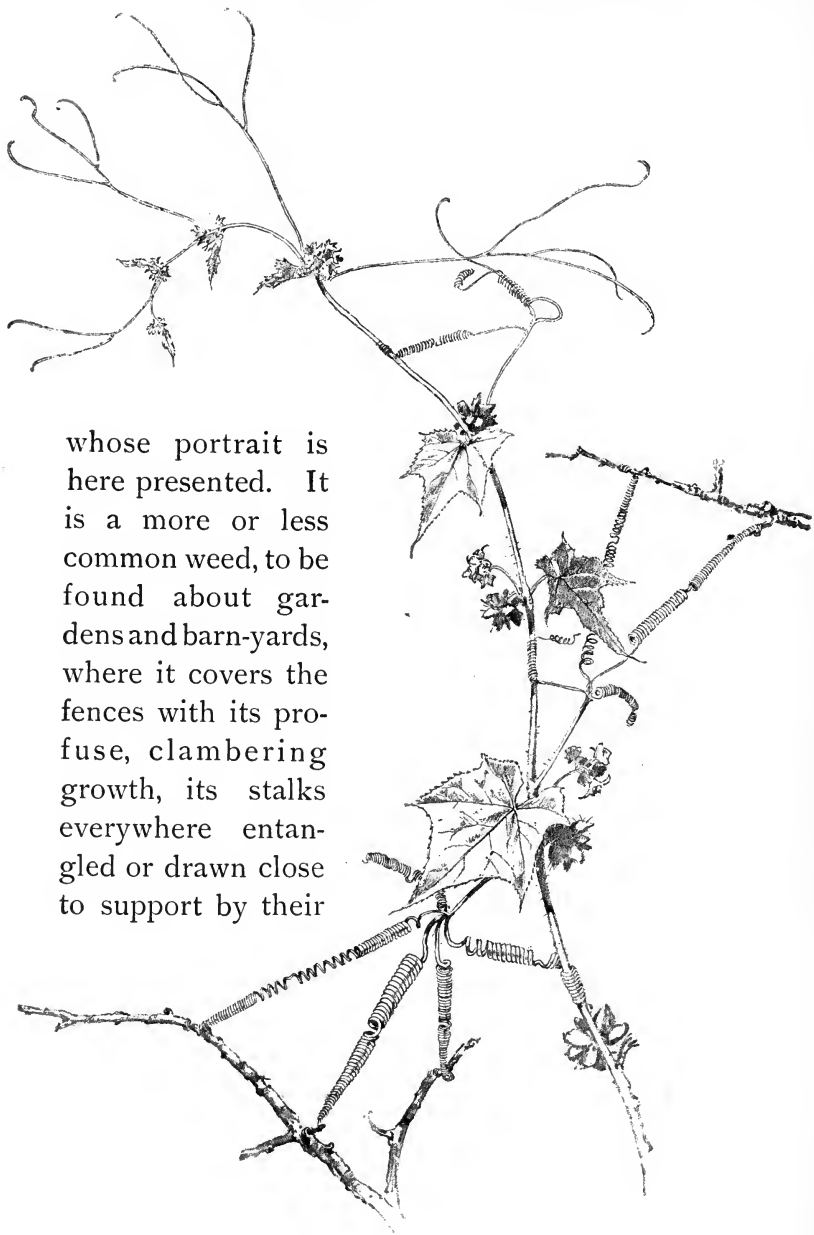 whose portrait is
here presented. It
is a more or less
common weed, to be
found about gar-
dens and barn-yards,
where it covers the
fences with its pro-
fuse, clambering
growth, its stalks
everywhere entan-
gled or drawn close
to support by their